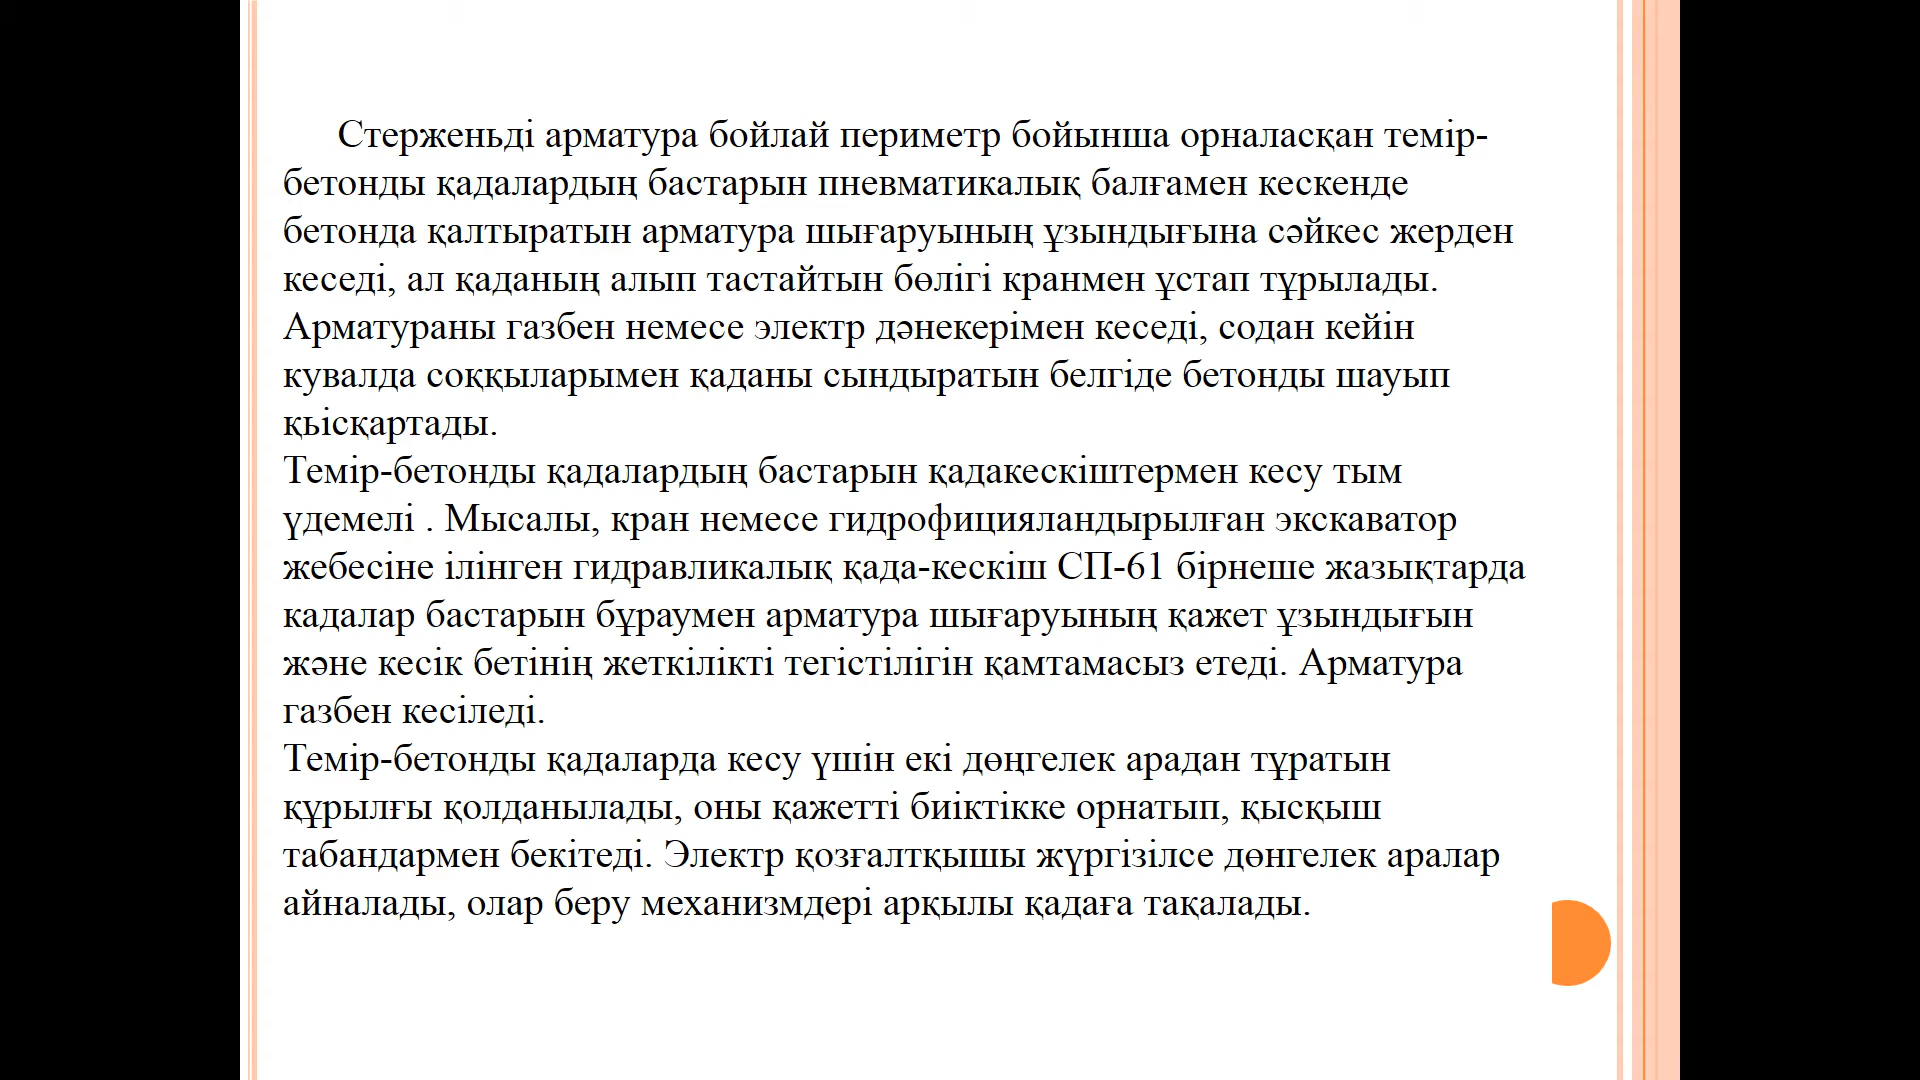 Стерженьді арматура бойлай периметр бойынша орналасқан темір-
бетонды қадалардың бастарын пневматикалық балғамен кескенде
бетонда қалтыратын арматура шығаруының ұзындығына сәйкес жерден
кеседі, ал қаданың алып тастайтын бөлігі кранмен ұстап тұрылады.
Арматураны газбен немесе электр дәнекерімен кеседі, содан кейін
кувалда соққыларымен қаданы сындыратын белгіде бетонды шауып
қьісқартады.
Темір-бетонды қадалардың бастарын қадакескіштермен кесу тым
үдемелі . Мысалы, кран немесе гидрофицияландырылған экскаватор
жебесіне ілінген гидравликалық қада-кескіш СП-61 бірнеше жазықтарда
кадалар бастарын бұраумен арматура шығаруының қажет ұзындығын
және кесік бетінің жеткілікті тегістілігін қамтамасыз етеді. Арматура
газбен кесіледі.
Темір-бетонды қадаларда кесу үшін екі дөңгелек арадан тұратын
құрылғы қолданылады, оны қажетті биіктікке орнатып, қысқыш
табандармен бекітеді. Электр қозғалтқышы жүргізілсе дөнгелек аралар
айналады, олар беру механизмдері арқылы қадаға тақалады.